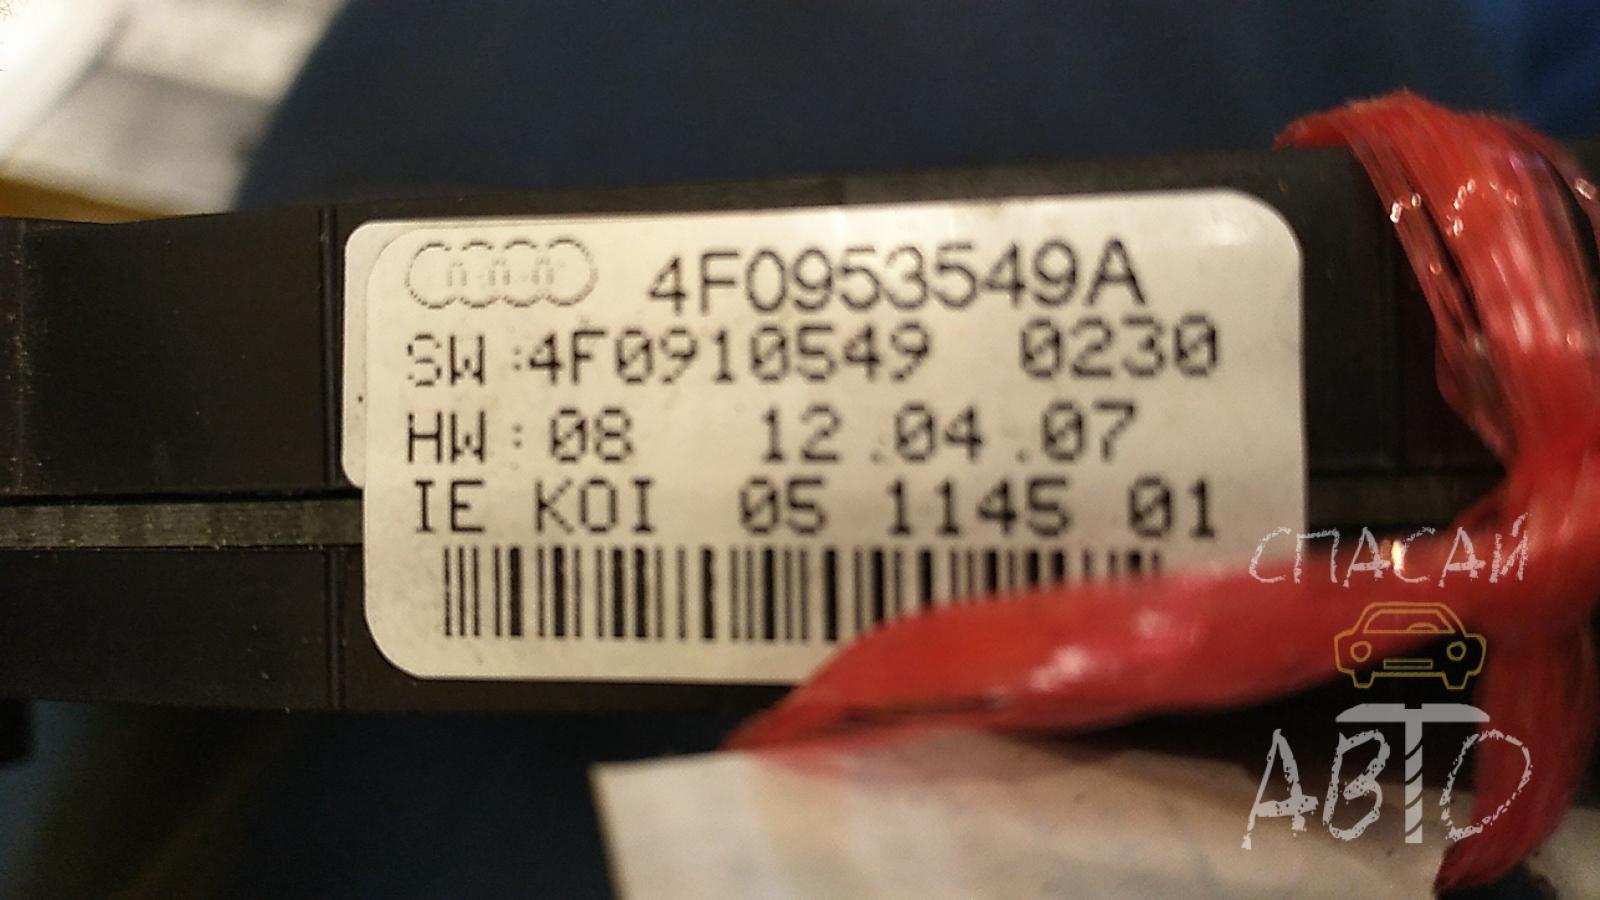 4F0953549A
SW:4F0910549 0230
HW:08 12.04.07
IE KOI 05 1145 01
СПАСАЙ
АВТО